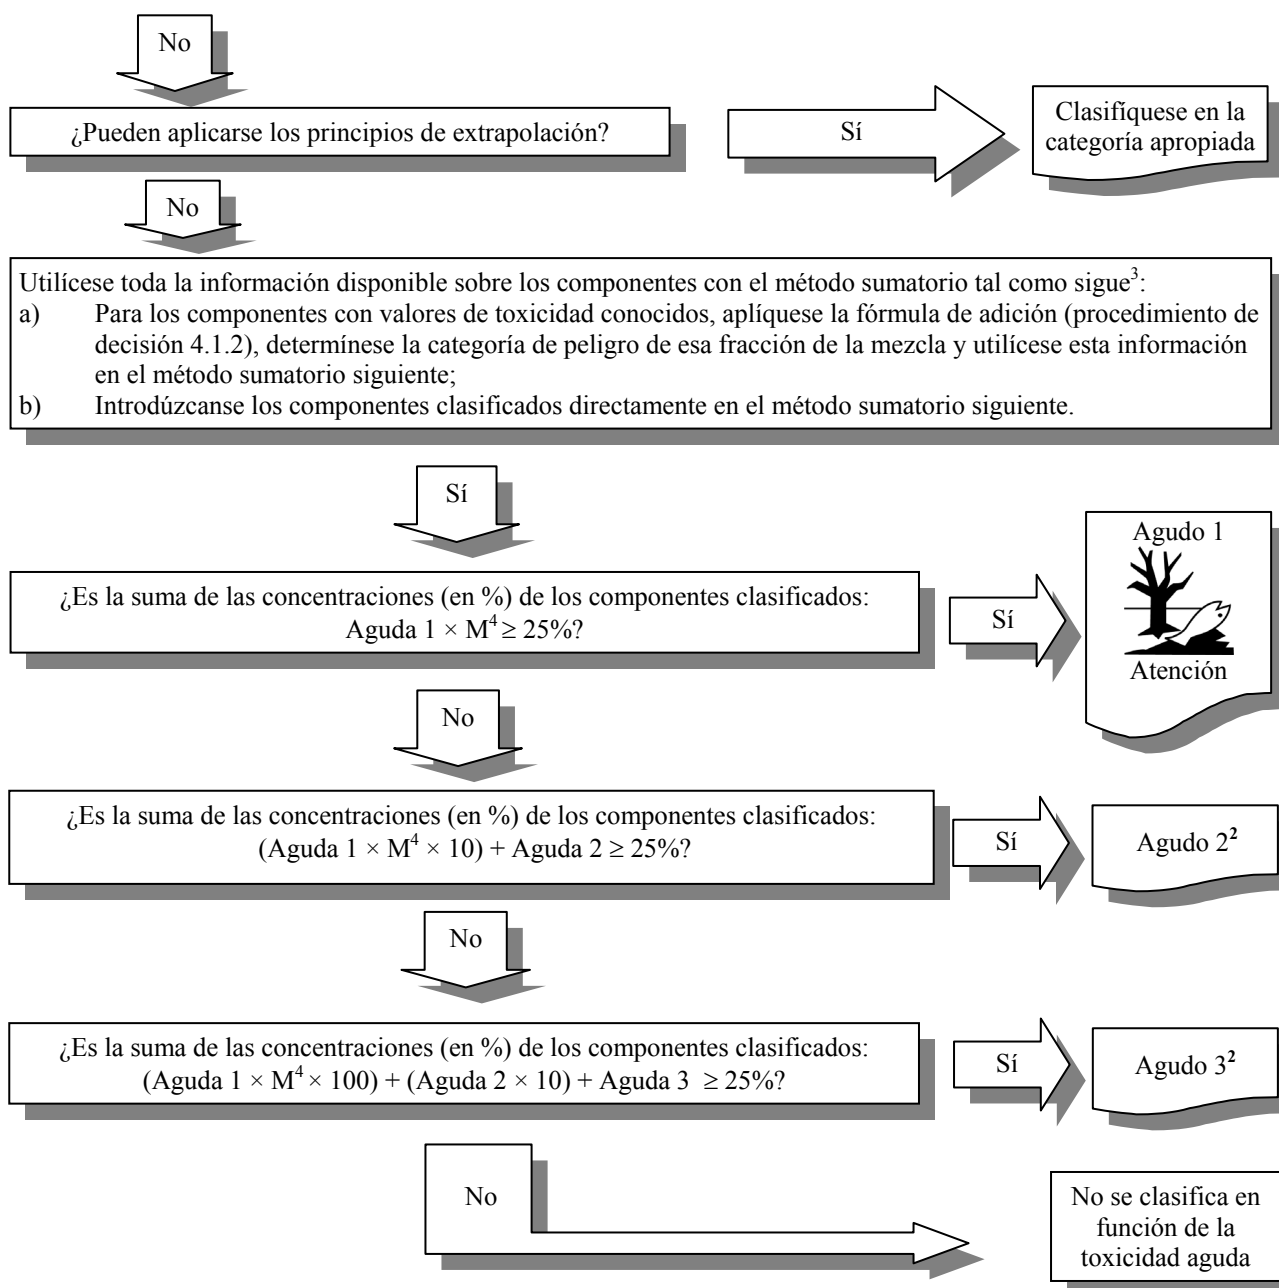 No
¿Pueden aplicarse los principios de extrapolación?
Sí
Clasifíquese en la
categoría apropiada
No
Utilícese toda la información disponible sobre los componentes con el método sumatorio tal como sigue³:
a) Para los componentes con valores de toxicidad conocidos, aplíquese la fórmula de adición (procedimiento de
decisión 4.1.2), determínese la categoría de peligro de esa fracción de la mezcla y utilícese esta información
en el método sumatorio siguiente;
b) Introdúzcanse los componentes clasificados directamente en el método sumatorio siguiente.
Sí
¿Es la suma de las concentraciones (en %) de los componentes clasificados:
Aguda 1 × M⁴ ≥ 25%?
Sí
Agudo 1
Atención
No
¿Es la suma de las concentraciones (en %) de los componentes clasificados:
(Aguda 1 × M⁴ × 10) + Aguda 2 ≥ 25%?
Sí
Agudo 2²
No
¿Es la suma de las concentraciones (en %) de los componentes clasificados:
(Aguda 1 × M⁴ × 100) + (Aguda 2 × 10) + Aguda 3 ≥ 25%?
Sí
Agudo 3²
No
No se clasifica en
función de la
toxicidad aguda